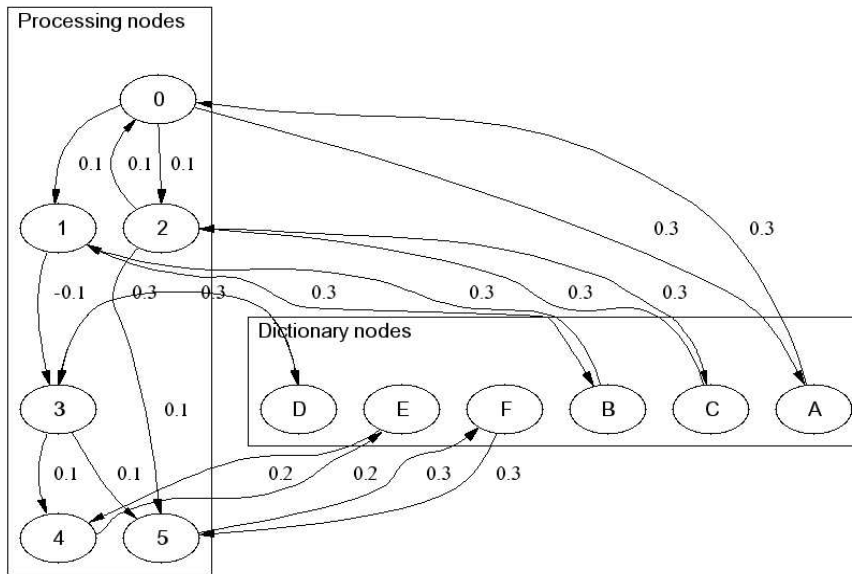 Processing nodes
0
0.1 0.1 0.1
1 2
0.3 0.3
-0.1 0.3 0.3 0.3 0.3 0.3 0.3
Dictionary nodes
3 D E F B C A
0.1
0.1 0.1 0.2 0.2 0.3 0.3
4 5